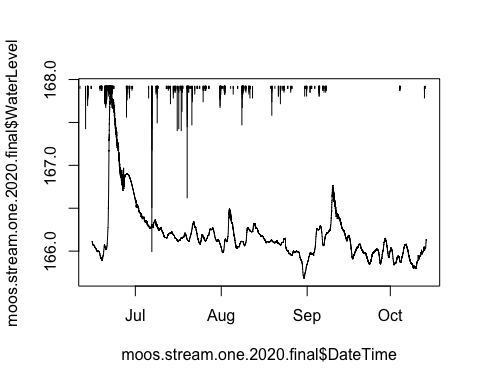 moos.stream.one.2020.final$WaterLevel
168.0
167.0
166.0
Jul Aug Sep Oct
moos.stream.one.2020.final$DateTime